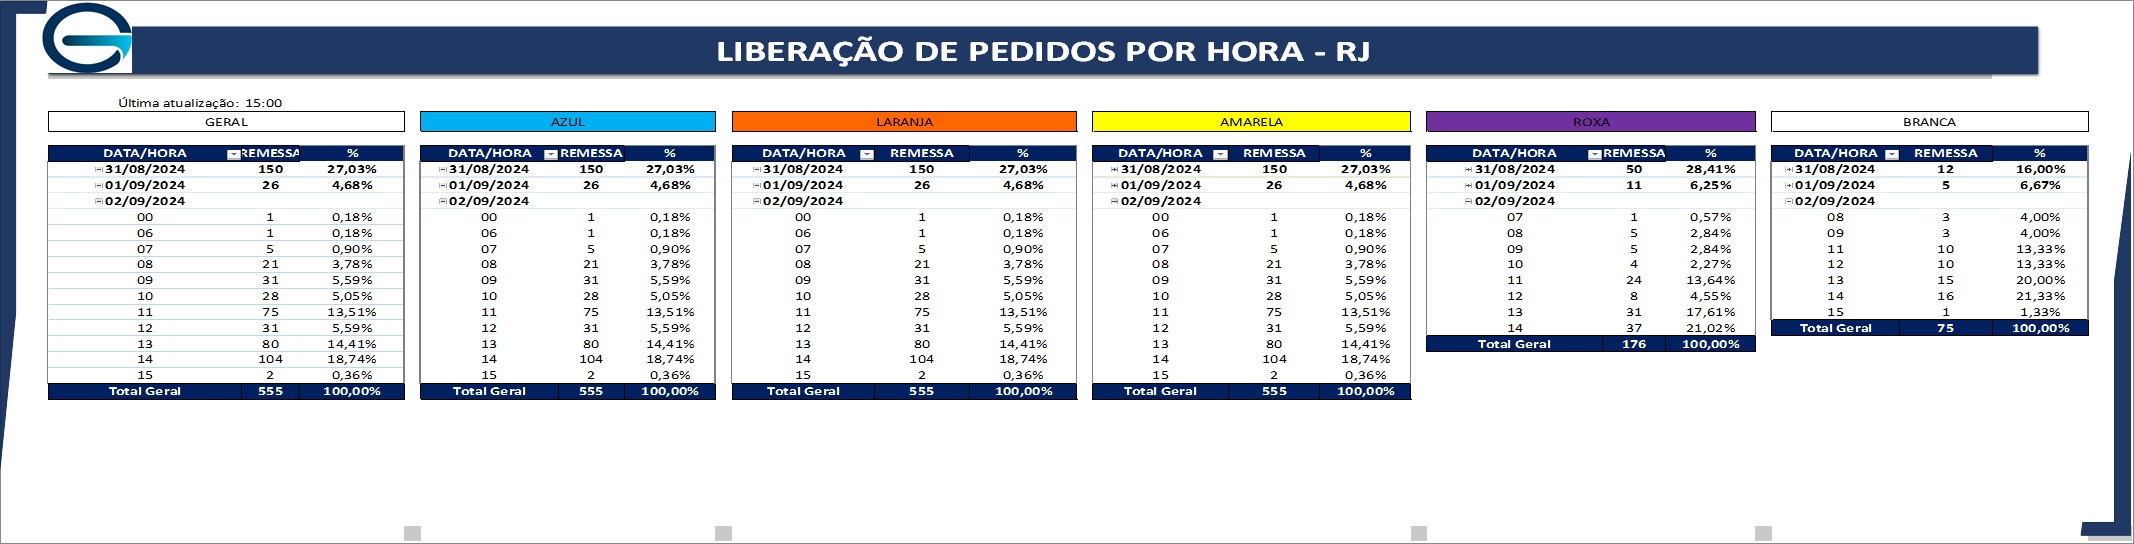 LIBERAÇÃO DE PEDIDOS POR HORA - RJ
Última atualização: 15:00
GERAL
DATA/HORA REMESSA %
31/08/2024 150 27,03%
01/09/2024 26 4,68%
02/09/2024
00 1 0,18%
06 1 0,18%
07 5 0,90%
08 21 3,78%
09 31 5,59%
10 28 5,05%
11 75 13,51%
12 31 5,59%
13 80 14,41%
14 104 18,74%
15 2 0,36%
Total Geral 555 100,00%
AZUL
DATA/HORA REMESSA %
31/08/2024 150 27,03%
01/09/2024 26 4,68%
02/09/2024
00 1 0,18%
06 1 0,18%
07 5 0,90%
08 21 3,78%
09 31 5,59%
10 28 5,05%
11 75 13,51%
12 31 5,59%
13 80 14,41%
14 104 18,74%
15 2 0,36%
Total Geral 555 100,00%
LARANJA
DATA/HORA REMESSA %
31/08/2024 150 27,03%
01/09/2024 26 4,68%
02/09/2024
00 1 0,18%
06 1 0,18%
07 5 0,90%
08 21 3,78%
09 31 5,59%
10 28 5,05%
11 75 13,51%
12 31 5,59%
13 80 14,41%
14 104 18,74%
15 2 0,36%
Total Geral 555 100,00%
AMARELA
DATA/HORA REMESSA %
31/08/2024 150 27,03%
01/09/2024 26 4,68%
02/09/2024
00 1 0,18%
06 1 0,18%
07 5 0,90%
08 21 3,78%
09 31 5,59%
10 28 5,05%
11 75 13,51%
12 31 5,59%
13 80 14,41%
14 104 18,74%
15 2 0,36%
Total Geral 555 100,00%
ROXA
DATA/HORA REMESSA %
31/08/2024 50 28,41%
01/09/2024 11 6,25%
02/09/2024
07 1 0,57%
08 5 2,84%
09 5 2,84%
10 4 2,27%
11 24 13,64%
12 8 4,55%
13 31 17,61%
14 37 21,02%
Total Geral 176 100,00%
BRANCA
DATA/HORA REMESSA %
31/08/2024 12 16,00%
01/09/2024 5 6,67%
02/09/2024
08 3 4,00%
09 3 4,00%
11 10 13,33%
12 10 13,33%
13 15 20,00%
14 16 21,33%
15 1 1,33%
Total Geral 75 100,00%